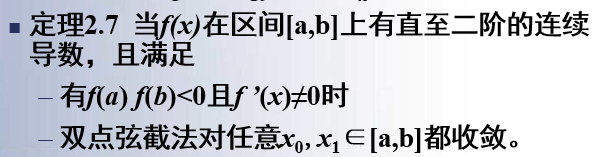 定理2.7 当f(x)在区间[a,b]上有直至二阶的连续
导数，且满足
– 有f(a) f(b)<0且f ’(x)≠0时
– 双点弦截法对任意x₀, x₁∈[a,b]都收敛。